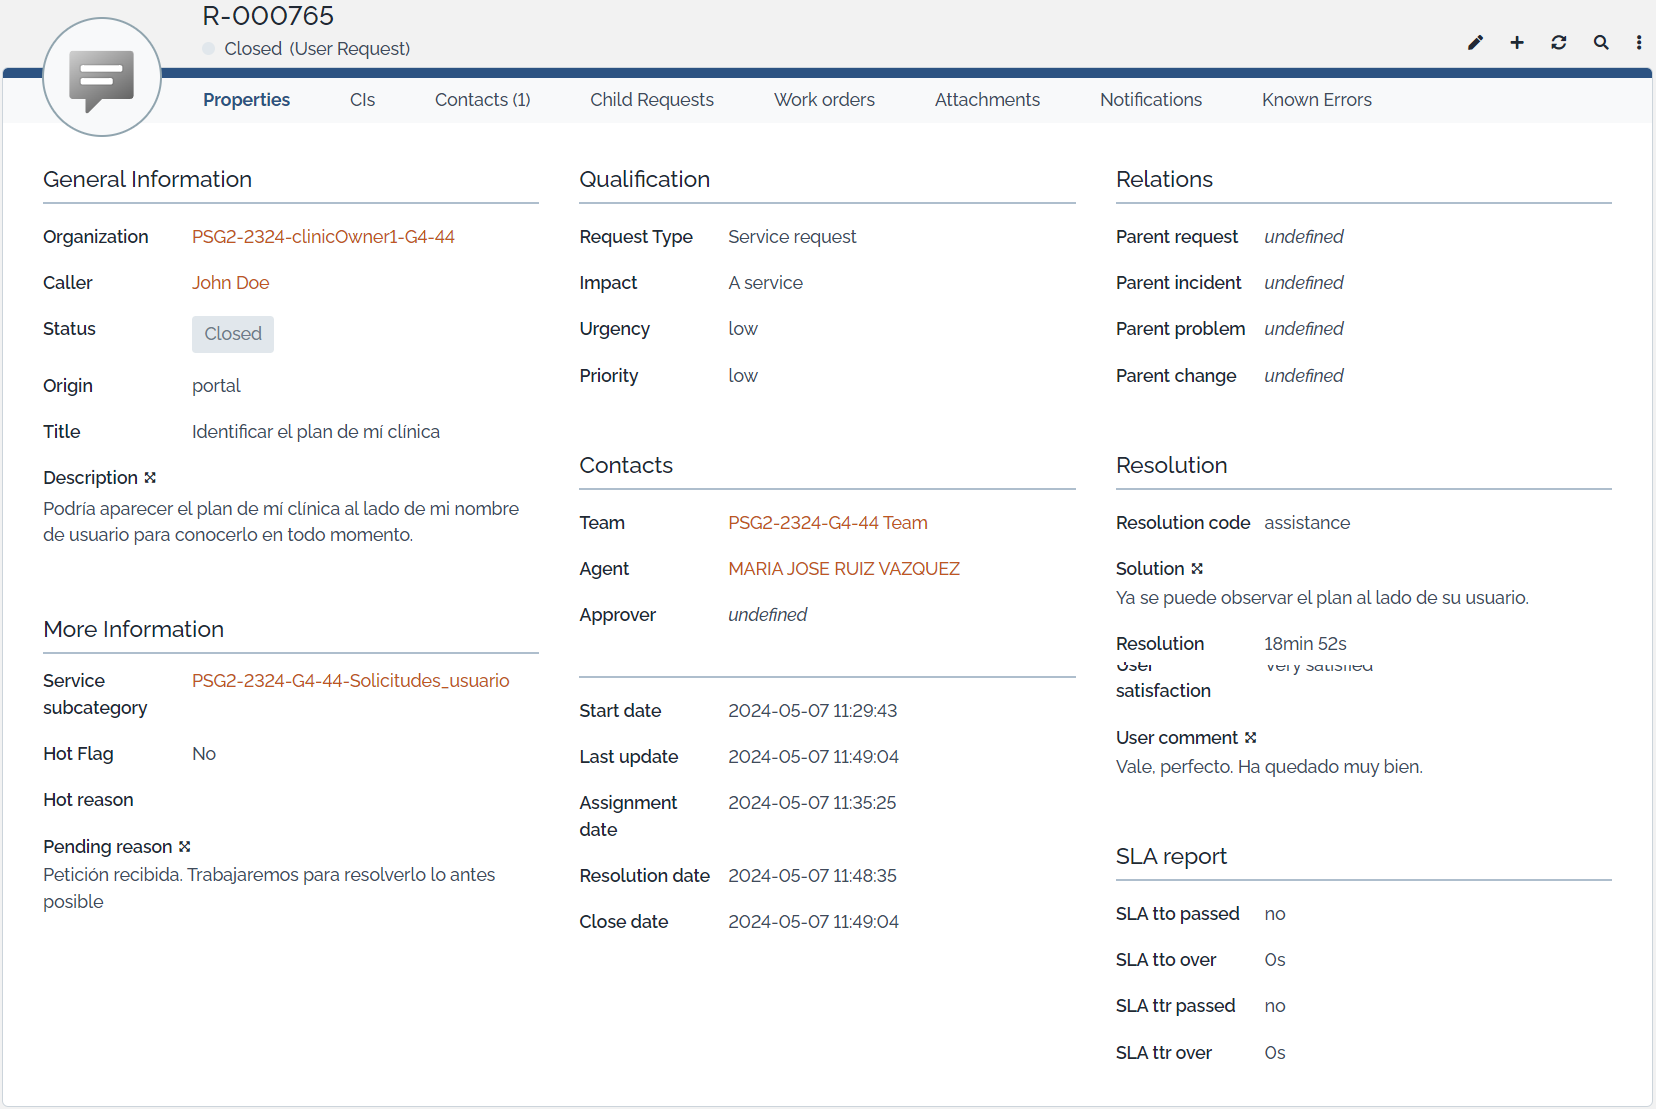 R-000765
Closed (User Request)
Properties
CIs
Contacts (1)
Child Requests
Work orders
Attachments
Notifications
Known Errors
General Information
Organization PSG2-2324-clinicOwner1-G4-44
Caller John Doe
Status Closed
Origin portal
Title Identificar el plan de mí clínica
Description
Podría aparecer el plan de mí clínica al lado de mi nombre
de usuario para conocerlo en todo momento.
More Information
Service PSG2-2324-G4-44-Solicitudes_usuario
subcategory
Hot Flag No
Hot reason
Pending reason
Petición recibida. Trabajaremos para resolverlo lo antes
posible
Qualification
Request Type Service request
Impact A service
Urgency low
Priority low
Contacts
Team PSG2-2324-G4-44 Team
Agent MARIA JOSE RUIZ VAZQUEZ
Approver undefined
Start date 2024-05-07 11:29:43
Last update 2024-05-07 11:49:04
Assignment 2024-05-07 11:35:25
date
Resolution date 2024-05-07 11:48:35
Close date 2024-05-07 11:49:04
Relations
Parent request undefined
Parent incident undefined
Parent problem undefined
Parent change undefined
Resolution
Resolution code assistance
Solution
Ya se puede observar el plan al lado de su usuario.
Resolution 18min 52s
User very satisfied
satisfaction
User comment
Vale, perfecto. Ha quedado muy bien.
SLA report
SLA tto passed no
SLA tto over 0s
SLA ttr passed no
SLA ttr over 0s